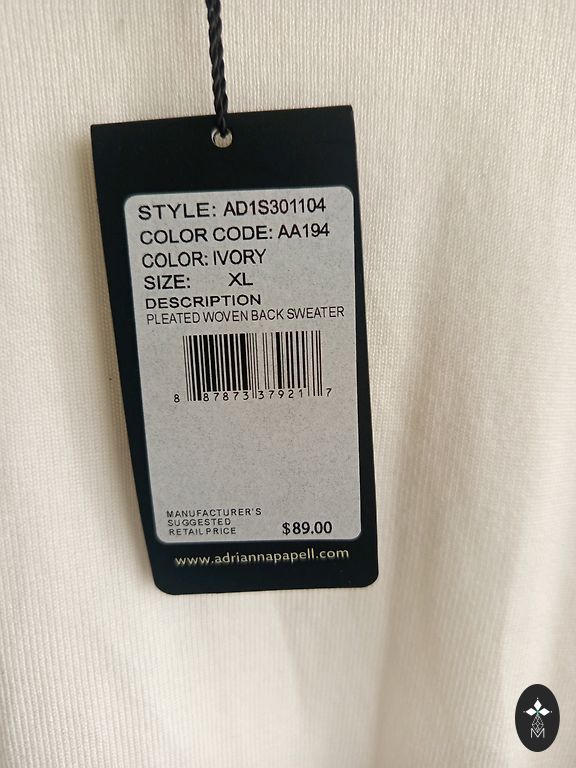 STYLE: AD1S301104
COLOR CODE: AA194
COLOR: IVORY
SIZE: XL
DESCRIPTION
PLEATED WOVEN BACK SWEATER
8 87873 37921 7
MANUFACTURER'S
SUGGESTED
RETAIL PRICE $89.00
www.adriannapapell.com
M